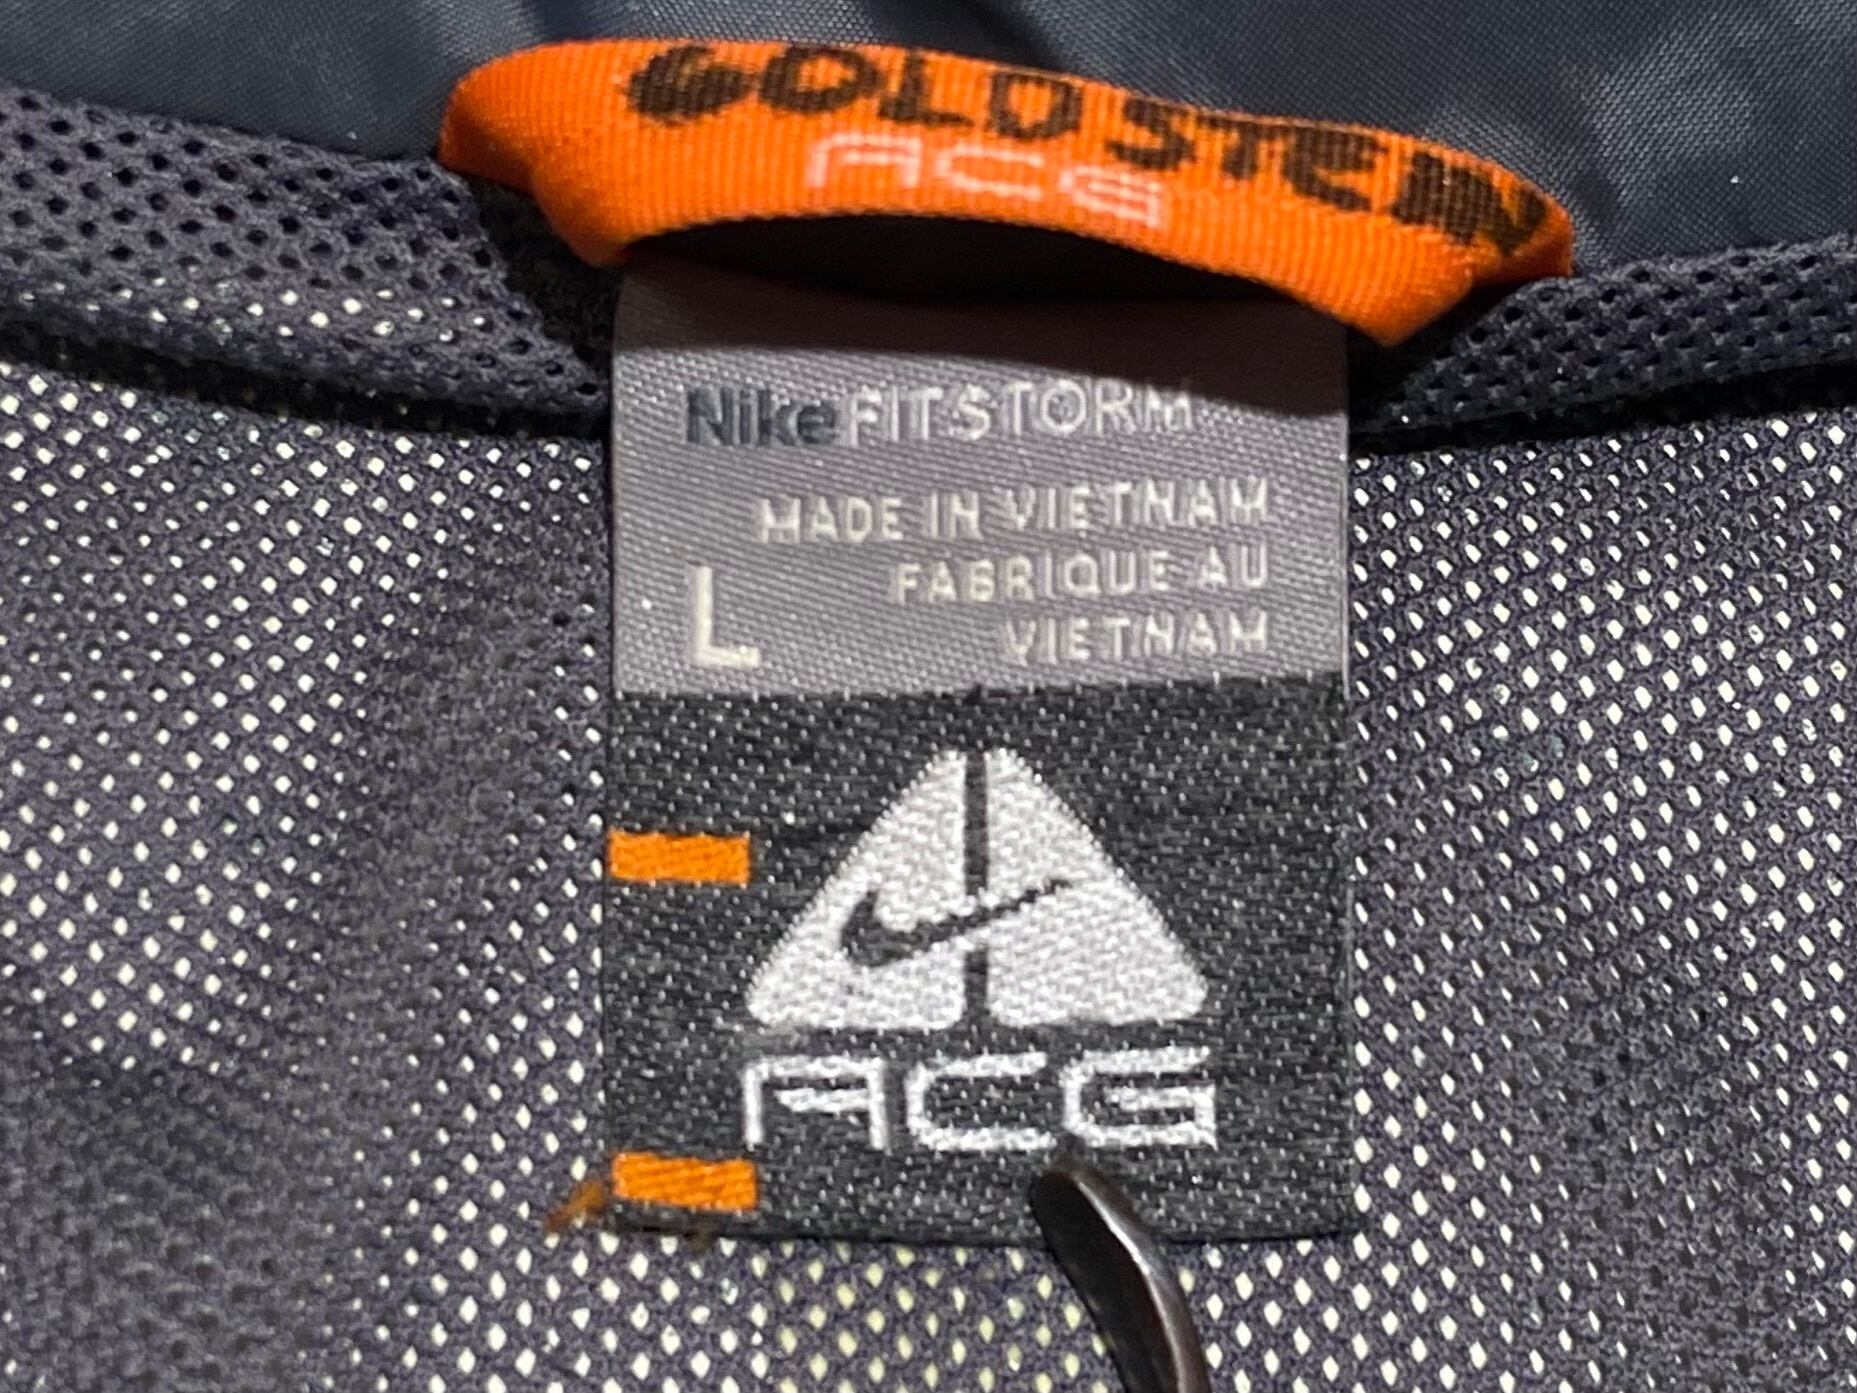 GOLDSTEIN
ACG
NikeFITSTORM
MADE IN VIETNAM
L FABRIQUE AU
VIETNAM
ACG